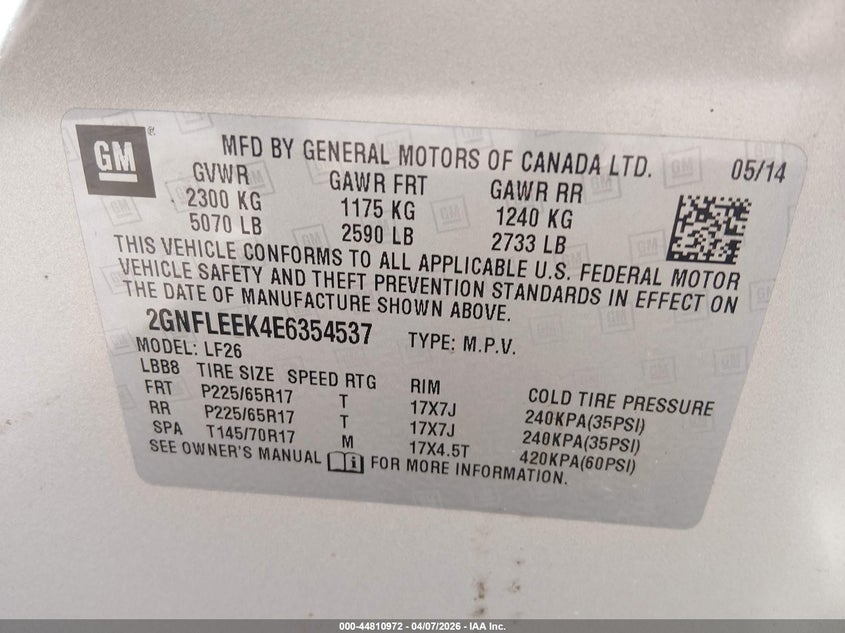 GM
MFD BY GENERAL MOTORS OF CANADA LTD. 05/14
GVWR GAWR FRT GAWR RR
2300 KG 1175 KG 1240 KG
5070 LB 2590 LB 2733 LB
THIS VEHICLE CONFORMS TO ALL APPLICABLE U.S. FEDERAL MOTOR
VEHICLE SAFETY AND THEFT PREVENTION STANDARDS IN EFFECT ON
THE DATE OF MANUFACTURE SHOWN ABOVE.
2GNFLEEK4E6354537 TYPE: M.P.V.
MODEL: LF26
LBB8 TIRE SIZE SPEED RTG RIM COLD TIRE PRESSURE
FRT P225/65R17 T 17X7J 240KPA(35PSI)
RR P225/65R17 T 17X7J 240KPA(35PSI)
SPA T145/70R17 M 17X4.5T 420KPA(60PSI)
SEE OWNER'S MANUAL FOR MORE INFORMATION.
000-44810972 - 04/07/2026 - IAA Inc.